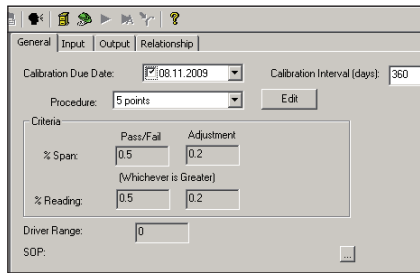 General Input Output Relationship
Calibration Due Date: 08.11.2009 Calibration Interval (days): 360
Procedure: 5 points Edit
Criteria
Pass/Fail Adjustment
% Span: 0.5 0.2
(Whichever is Greater)
% Reading: 0.5 0.2
Driver Range: 0
SOP: ...